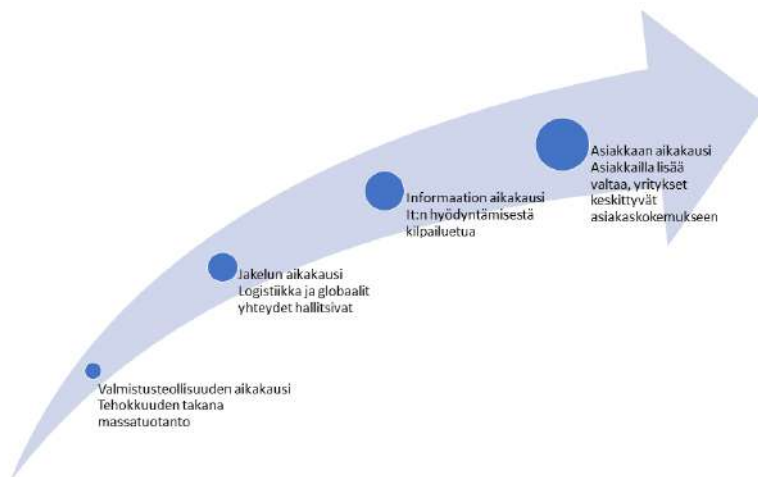 Asiakkaan aikakausi
Asiakkailla lisää
valtaa, yritykset
keskittyvät
asiakaskokemukseen
Informaation aikakausi
It:n hyödyntämisestä
kilpailuetua
Jakelun aikakausi
Logistiikka ja globaalit
yhteydet hallitsivat
Valmistusteollisuuden aikakausi
Tehokkuuden takana
massatuotanto